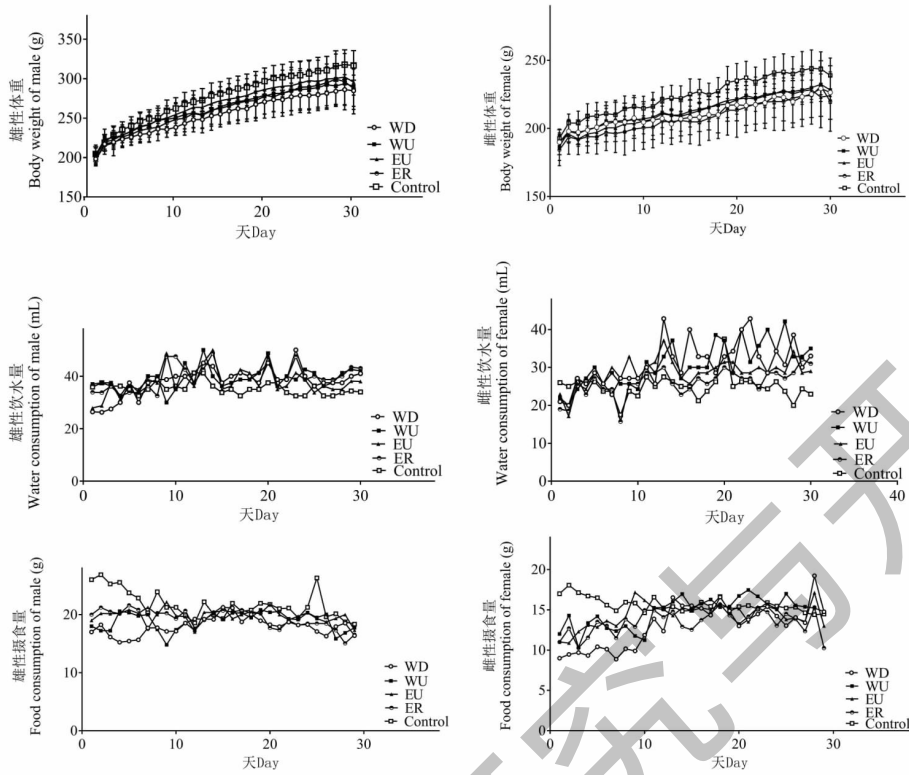 雄性体重
Body weight of male (g)
350
300
250
200
150
0
10
20
30
天Day
WD
WU
EU
ER
Control
雌性体重
Body weight of female (g)
250
200
150
0
10
20
30
天Day
WD
WU
EU
ER
Control
雄性饮水量
Water consumption of male (mL)
40
20
0
0
10
20
30
天Day
WD
WU
EU
ER
Control
雌性饮水量
Water consumption of female (mL)
40
30
20
10
0
0
10
20
30
40
天Day
WD
WU
EU
ER
Control
雄性摄食量
Food consumption of male (g)
20
10
0
0
10
20
30
天Day
WD
WU
EU
ER
Control
雌性摄食量
Food consumption of female (g)
20
15
10
5
0
0
10
20
30
天Day
WD
WU
EU
ER
Control
究与开